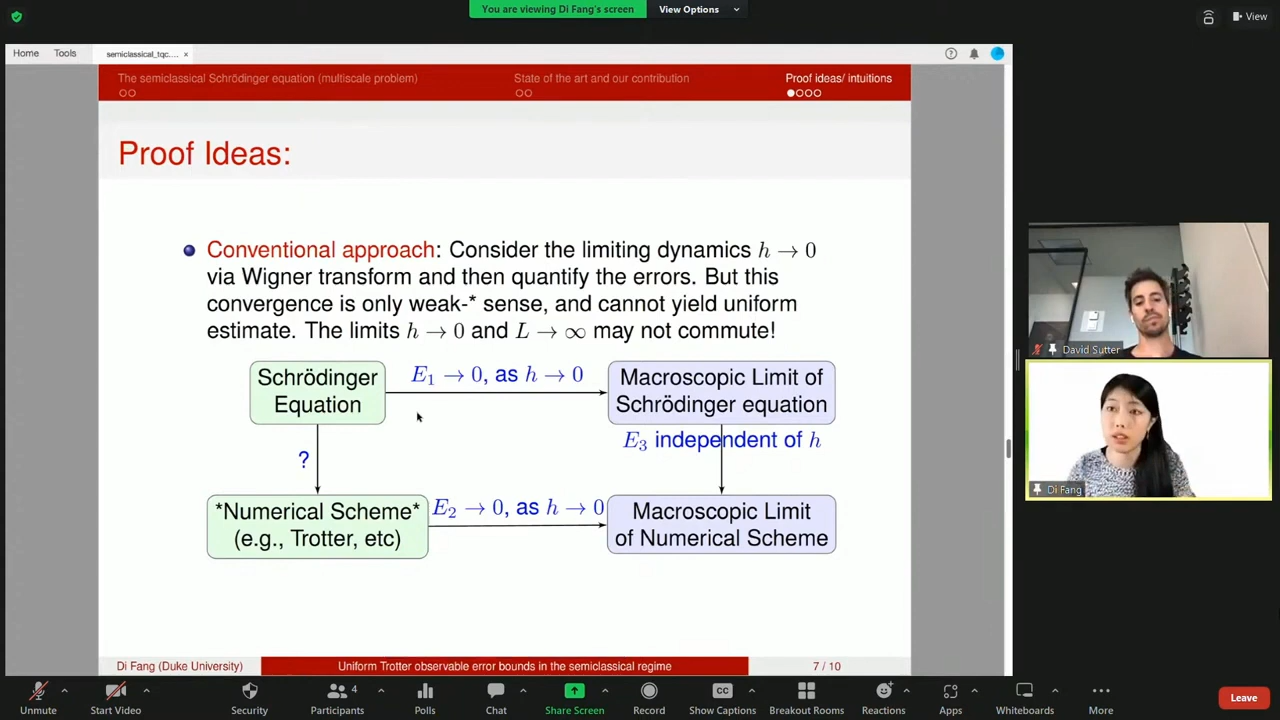 You are viewing Di Fang's screen
View Options
View
Home
Tools
semiclassical_tqc....
The semiclassical Schrödinger equation (multiscale problem)
State of the art and our contribution
Proof ideas/ intuitions
Proof Ideas:
Conventional approach: Consider the limiting dynamics h → 0
via Wigner transform and then quantify the errors. But this
convergence is only weak-* sense, and cannot yield uniform
estimate. The limits h → 0 and L → ∞ may not commute!
Schrödinger
Equation
E₁ → 0, as h → 0
Macroscopic Limit of
Schrödinger equation
?
E₃ independent of h
*Numerical Scheme*
(e.g., Trotter, etc)
E₂ → 0, as h → 0
Macroscopic Limit
of Numerical Scheme
David Sutter
Di Fang
Di Fang (Duke University)
Uniform Trotter observable error bounds in the semiclassical regime
7 / 10
Unmute
Start Video
Security
4
Participants
Polls
Chat
Share Screen
Record
CC
Show Captions
Breakout Rooms
Reactions
Apps
Whiteboards
More
Leave